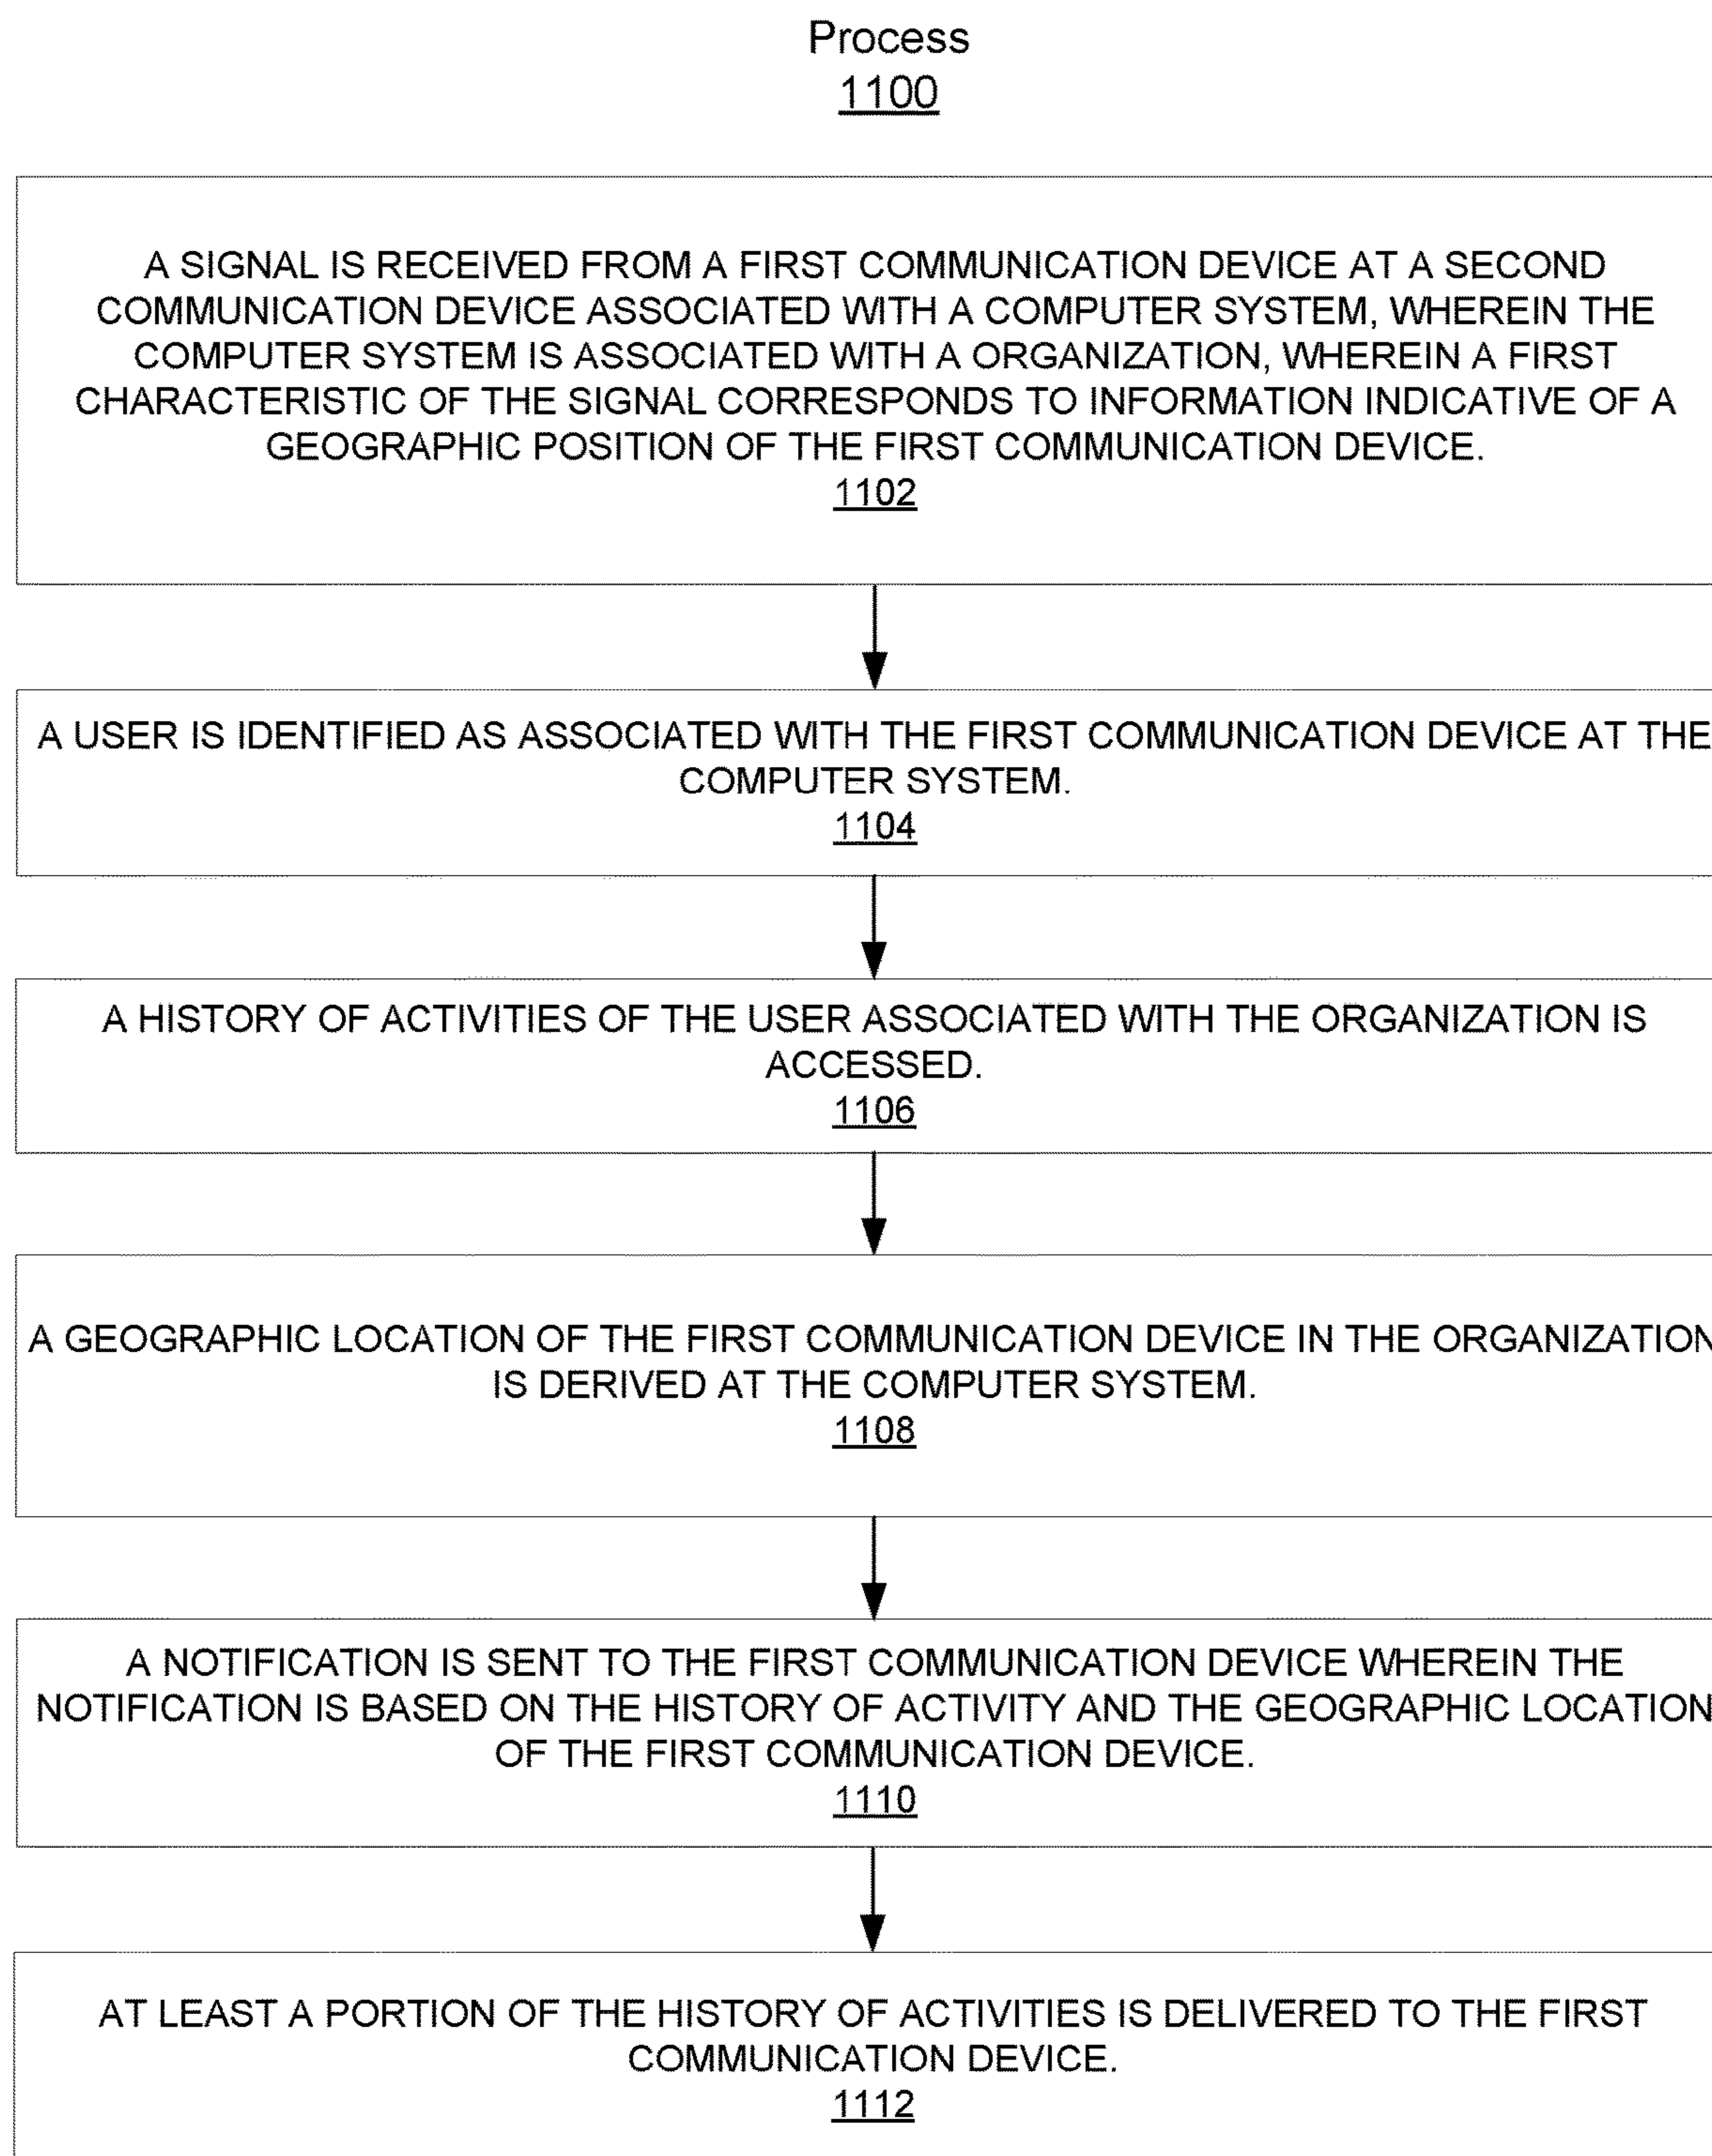 Process
1100
A SIGNAL IS RECEIVED FROM A FIRST COMMUNICATION DEVICE AT A SECOND
COMMUNICATION DEVICE ASSOCIATED WITH A COMPUTER SYSTEM, WHEREIN THE
COMPUTER SYSTEM IS ASSOCIATED WITH A ORGANIZATION, WHEREIN A FIRST
CHARACTERISTIC OF THE SIGNAL CORRESPONDS TO INFORMATION INDICATIVE OF A
GEOGRAPHIC POSITION OF THE FIRST COMMUNICATION DEVICE.
1102
A USER IS IDENTIFIED AS ASSOCIATED WITH THE FIRST COMMUNICATION DEVICE AT THE
COMPUTER SYSTEM.
1104
A HISTORY OF ACTIVITIES OF THE USER ASSOCIATED WITH THE ORGANIZATION IS
ACCESSED.
1106
A GEOGRAPHIC LOCATION OF THE FIRST COMMUNICATION DEVICE IN THE ORGANIZATION
IS DERIVED AT THE COMPUTER SYSTEM.
1108
A NOTIFICATION IS SENT TO THE FIRST COMMUNICATION DEVICE WHEREIN THE
NOTIFICATION IS BASED ON THE HISTORY OF ACTIVITY AND THE GEOGRAPHIC LOCATION
OF THE FIRST COMMUNICATION DEVICE.
1110
AT LEAST A PORTION OF THE HISTORY OF ACTIVITIES IS DELIVERED TO THE FIRST
COMMUNICATION DEVICE.
1112